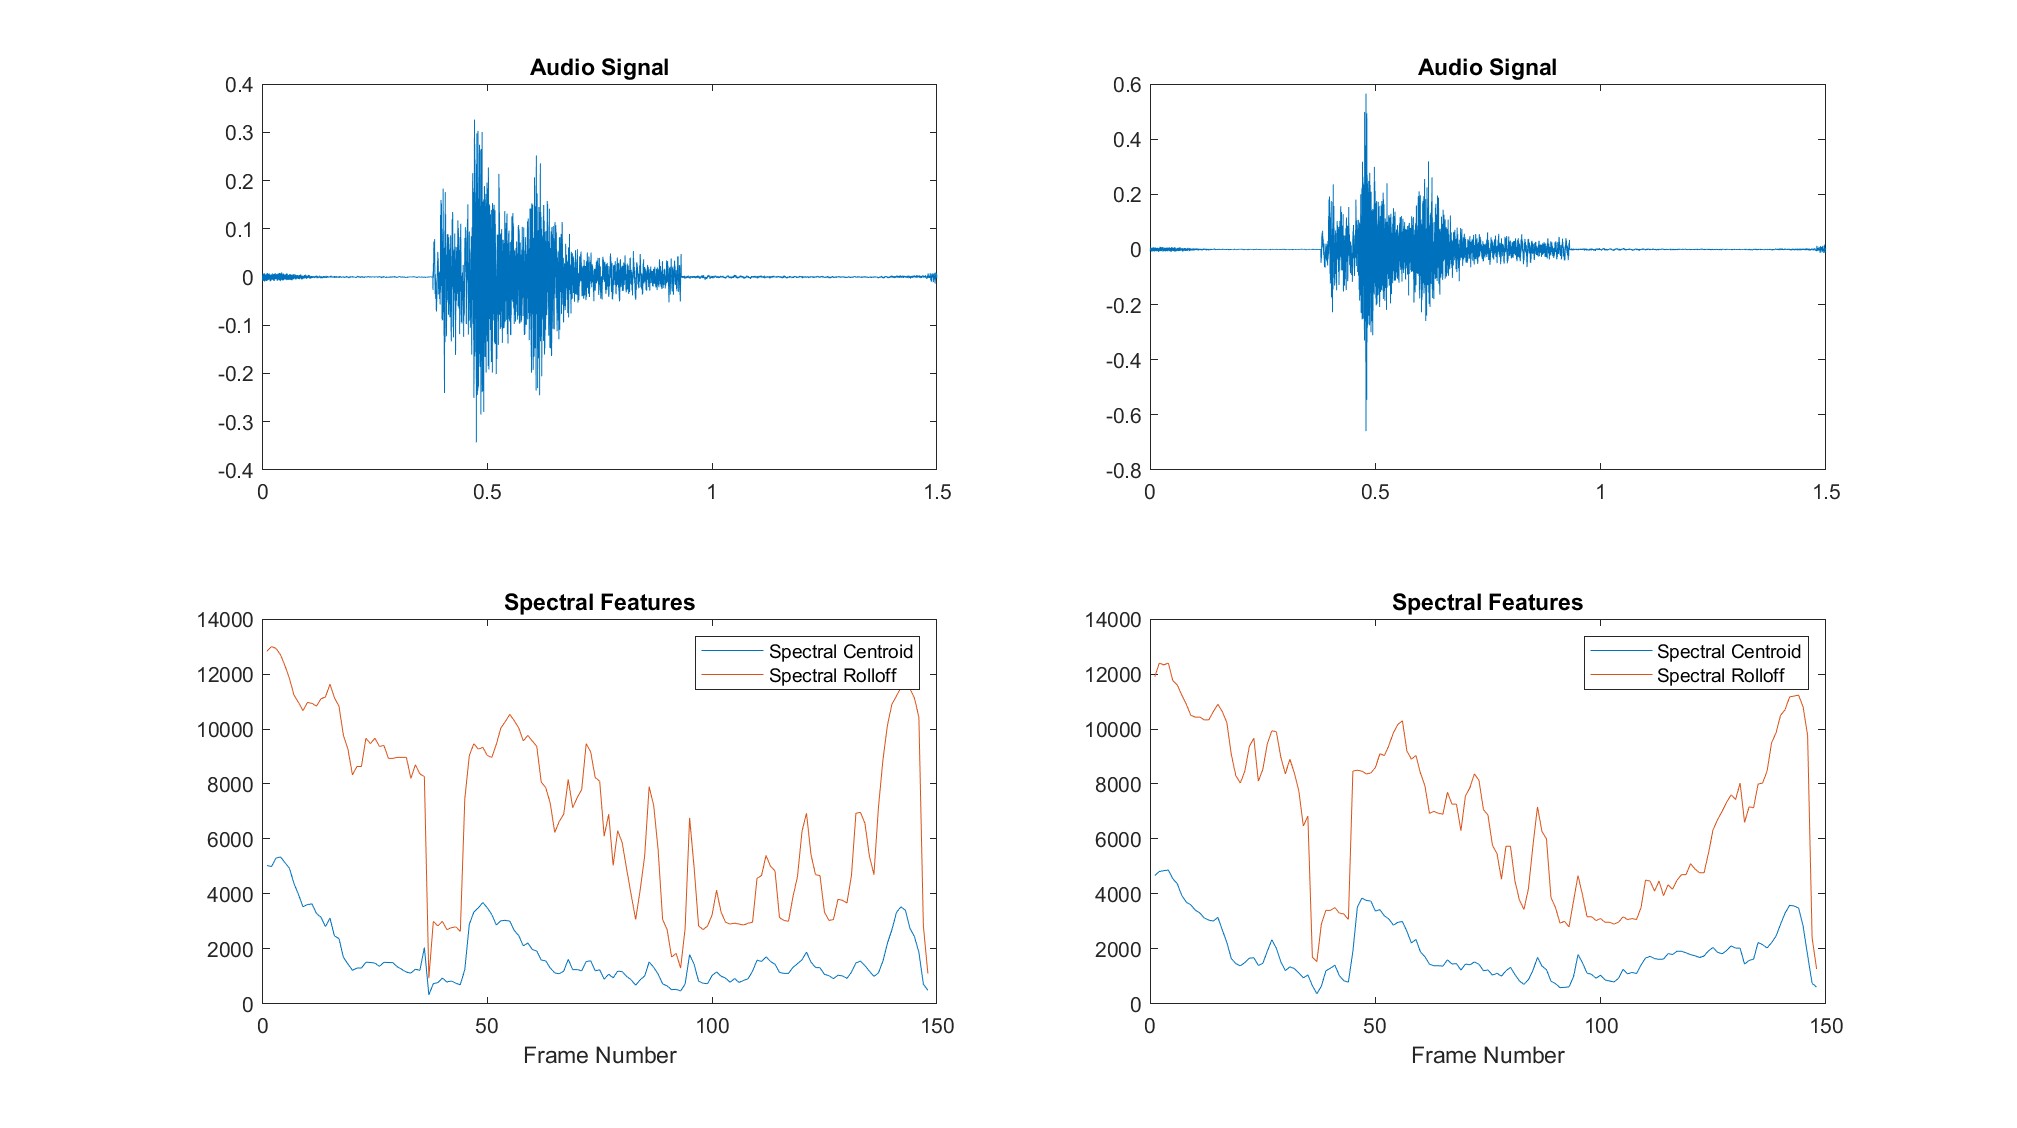 Audio Signal
0.4
0.3
0.2
0.1
0
-0.1
-0.2
-0.3
-0.4
0 0.5 1 1.5
Audio Signal
0.6
0.4
0.2
0
-0.2
-0.4
-0.6
-0.8
0 0.5 1 1.5
Spectral Features
14000
12000
10000
8000
6000
4000
2000
0
Spectral Centroid
Spectral Rolloff
0 50 100 150
Frame Number
Spectral Features
14000
12000
10000
8000
6000
4000
2000
0
Spectral Centroid
Spectral Rolloff
0 50 100 150
Frame Number